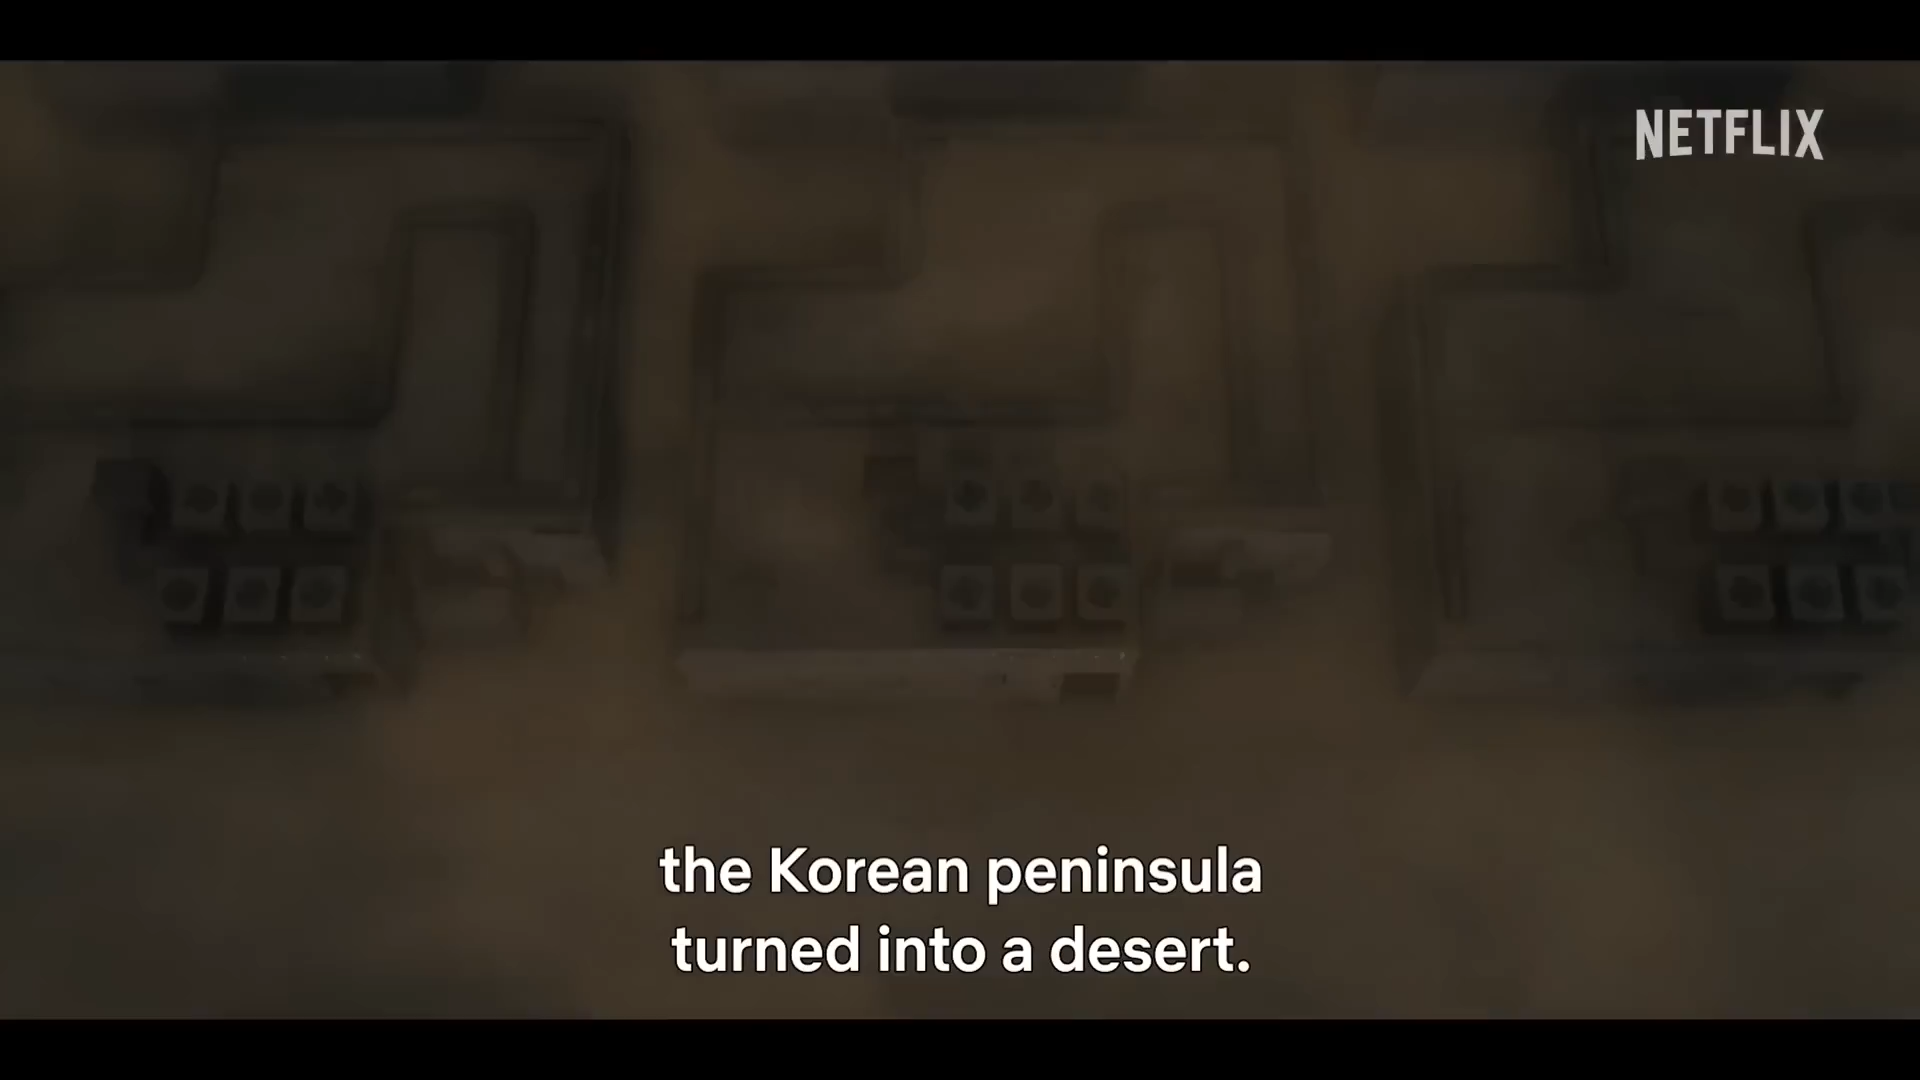 NETFLIX
the Korean peninsula
turned into a desert.